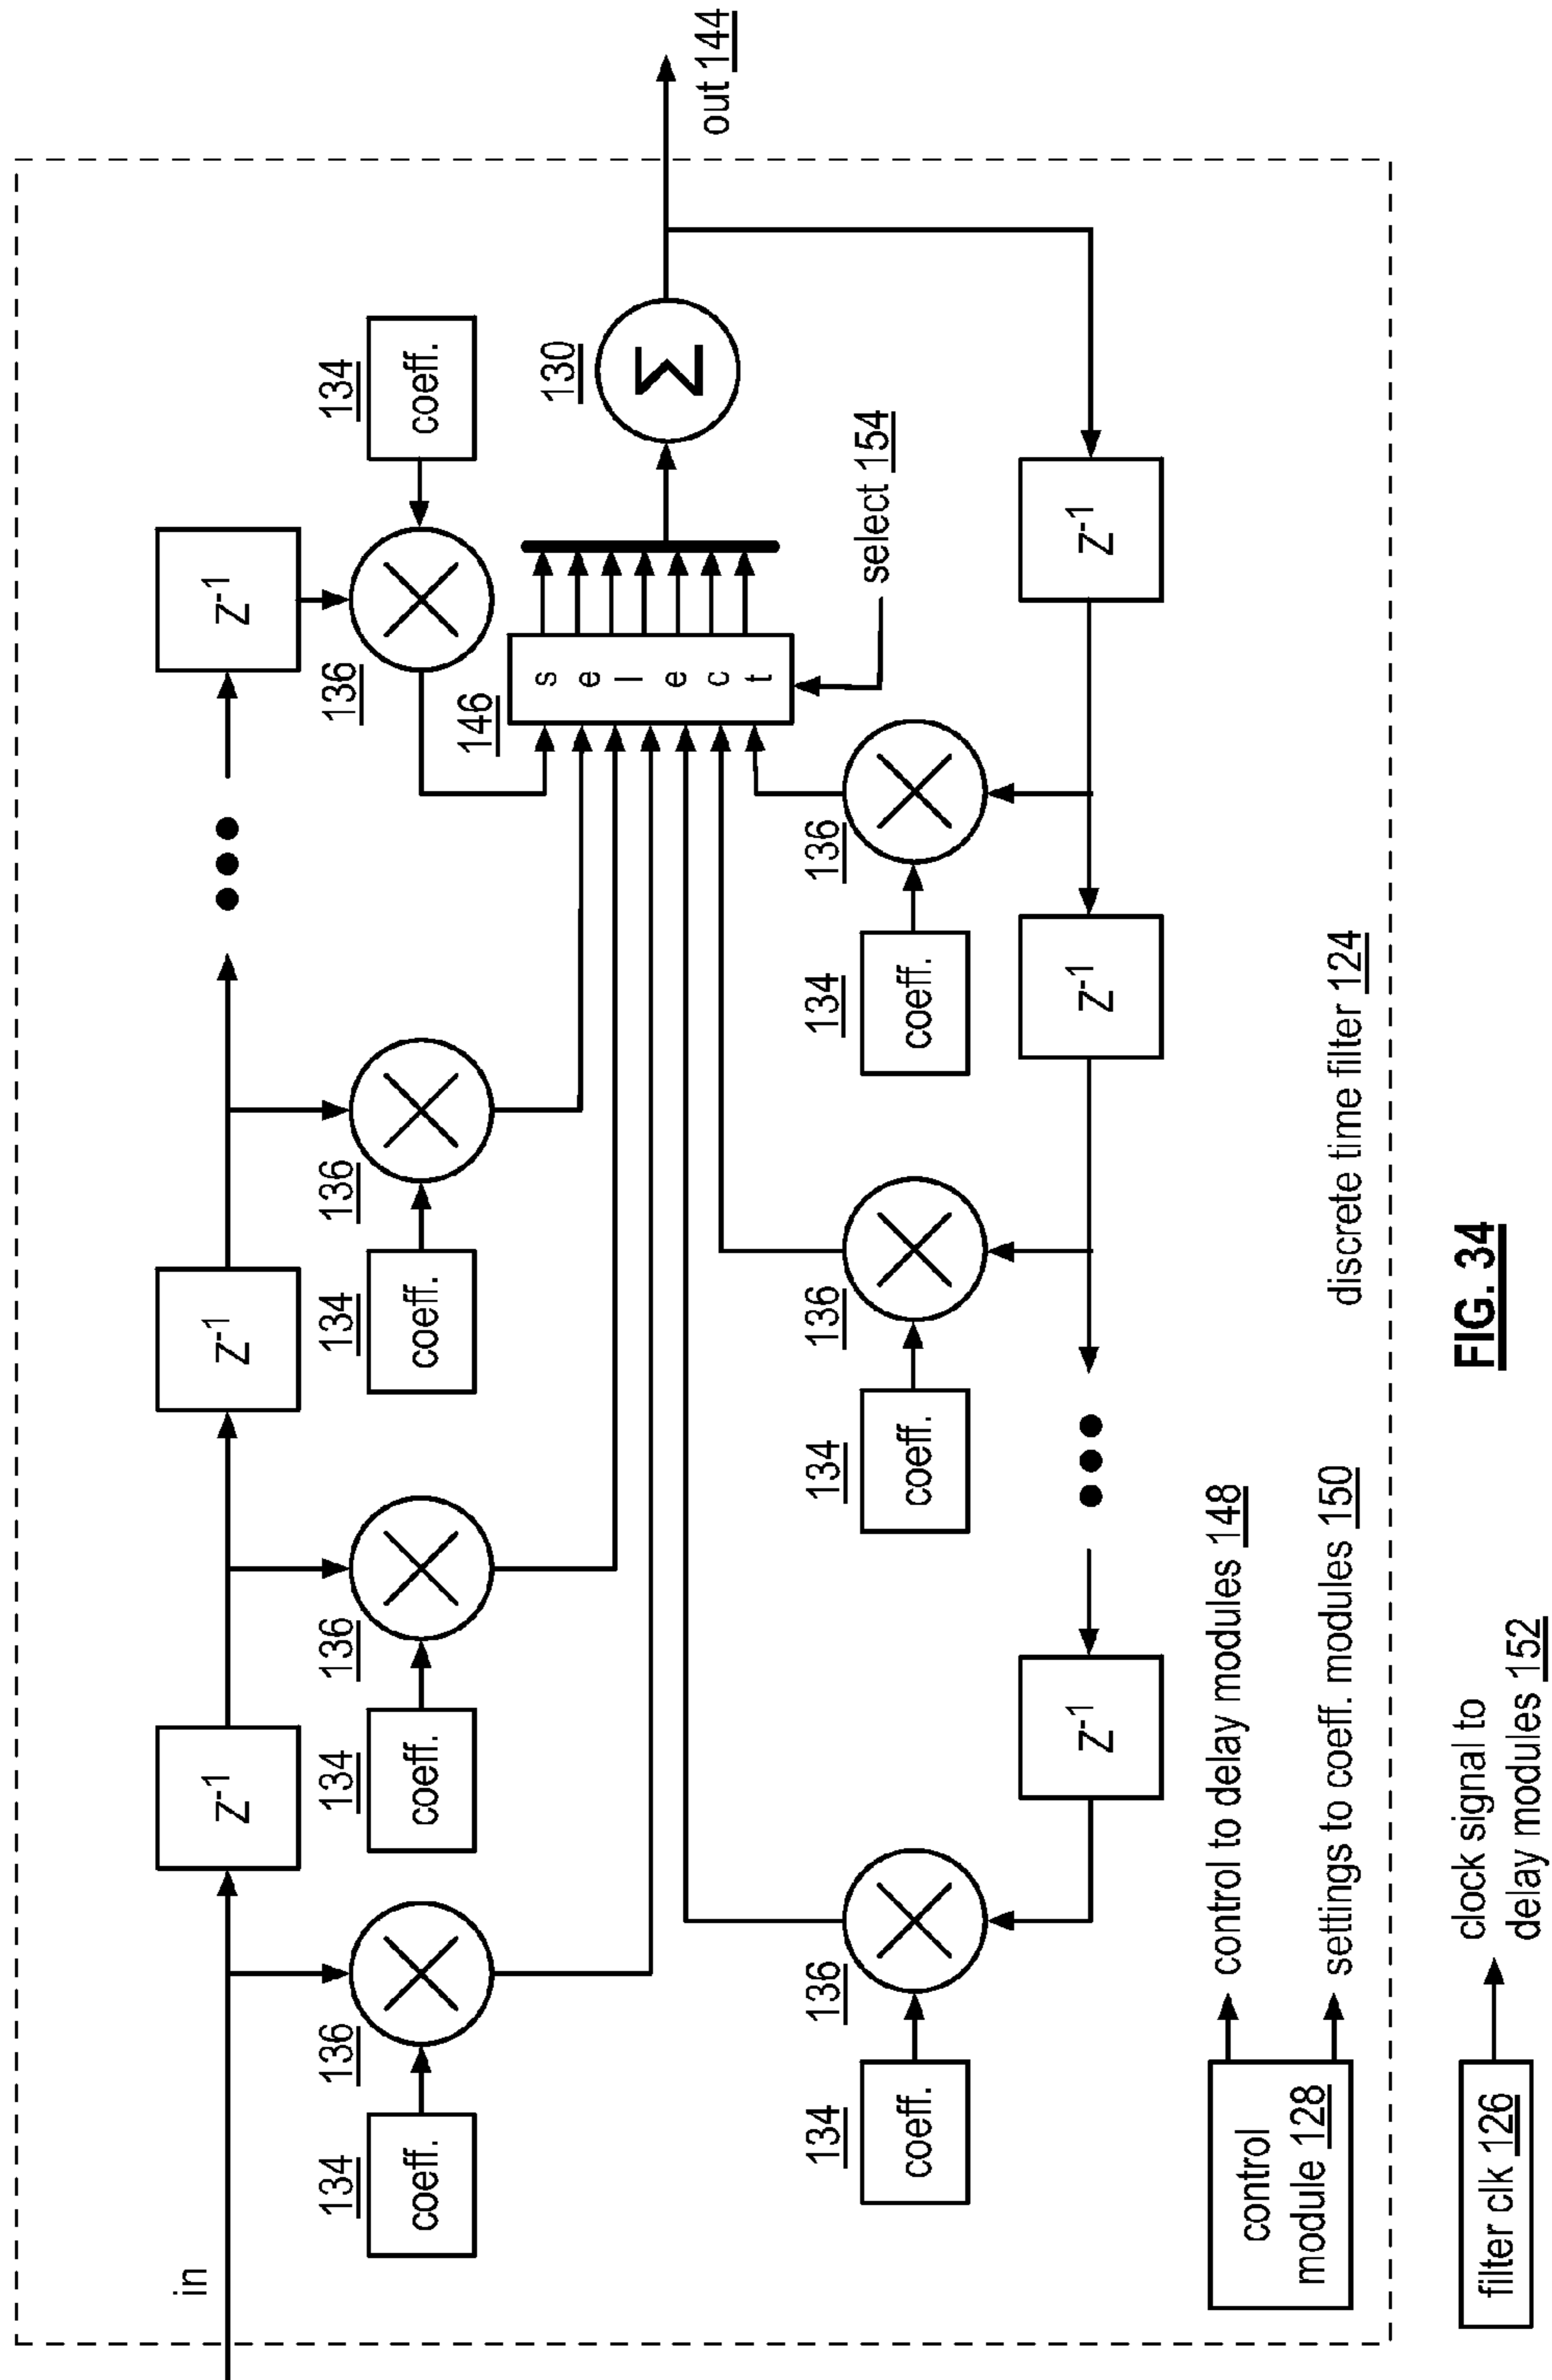 in
Z-1
Z-1
Z-1
134
coeff.
136
134
coeff.
136
134
coeff.
136
136
134
coeff.
146
s
e
l
e
c
t
130
Σ
out 144
select 154
134
coeff.
136
134
coeff.
136
134
coeff.
136
Z-1
Z-1
Z-1
control
module 128
control to delay modules 148
settings to coeff. modules 150
discrete time filter 124
filter clk 126
clock signal to
delay modules 152
FIG. 34